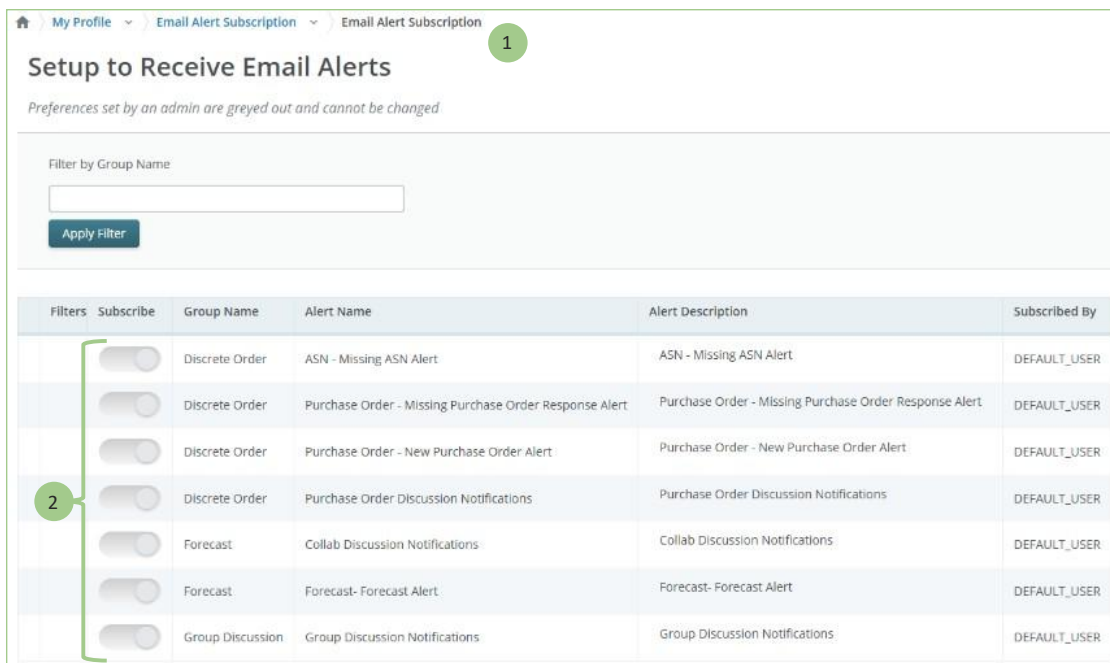 My Profile Email Alert Subscription Email Alert Subscription
1
Setup to Receive Email Alerts
Preferences set by an admin are greyed out and cannot be changed
Filter by Group Name
Apply Filter
Filters Subscribe Group Name Alert Name Alert Description Subscribed By
Discrete Order ASN - Missing ASN Alert ASN - Missing ASN Alert DEFAULT_USER
Discrete Order Purchase Order - Missing Purchase Order Response Alert Purchase Order - Missing Purchase Order Response Alert DEFAULT_USER
Discrete Order Purchase Order - New Purchase Order Alert Purchase Order - New Purchase Order Alert DEFAULT_USER
2 Discrete Order Purchase Order Discussion Notifications Purchase Order Discussion Notifications DEFAULT_USER
Forecast Collab Discussion Notifications Collab Discussion Notifications DEFAULT_USER
Forecast Forecast- Forecast Alert Forecast- Forecast Alert DEFAULT_USER
Group Discussion Group Discussion Notifications Group Discussion Notifications DEFAULT_USER